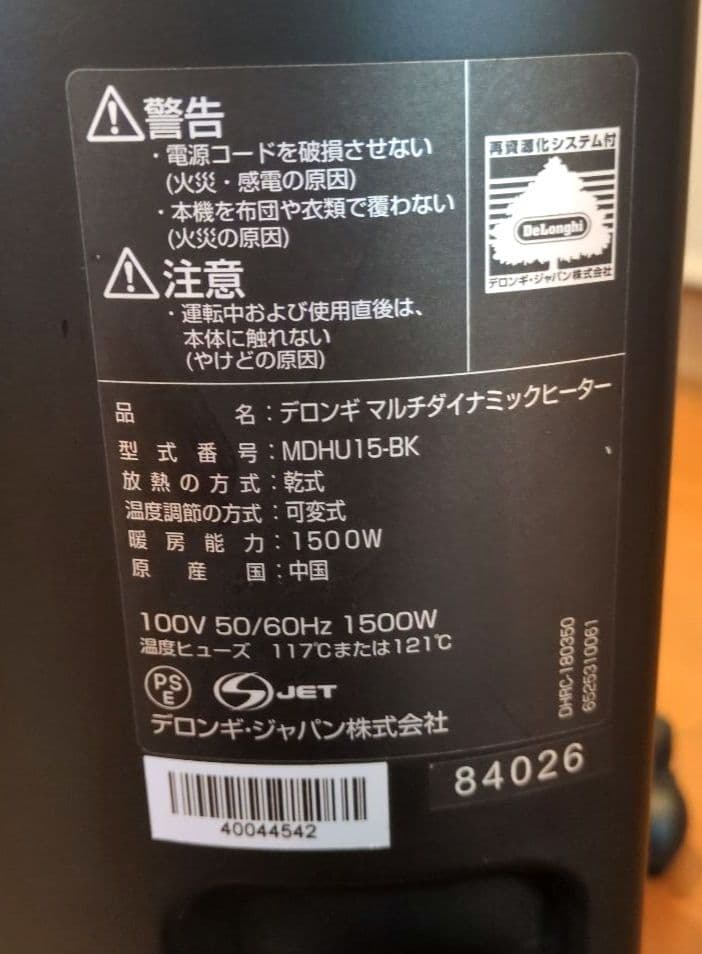 警告
・電源コードを破損させない
(火災・感電の原因)
・本機を布団や衣類で覆わない
(火災の原因)
注意
・運転中および使用直後は、
本体に触れない
(やけどの原因)
再資源化システム付
DeLonghi
デロンギ・ジャパン株式会社
品名：デロンギ マルチダイナミックヒーター
型式番号：MDHU15-BK
放熱の方式：乾式
温度調節の方式：可変式
暖房能力：1500W
原産国：中国
100V 50/60Hz 1500W
温度ヒューズ 117℃または121℃
PS
E
JET
デロンギ・ジャパン株式会社
DHRC-180350
6525310061
84026
40044542